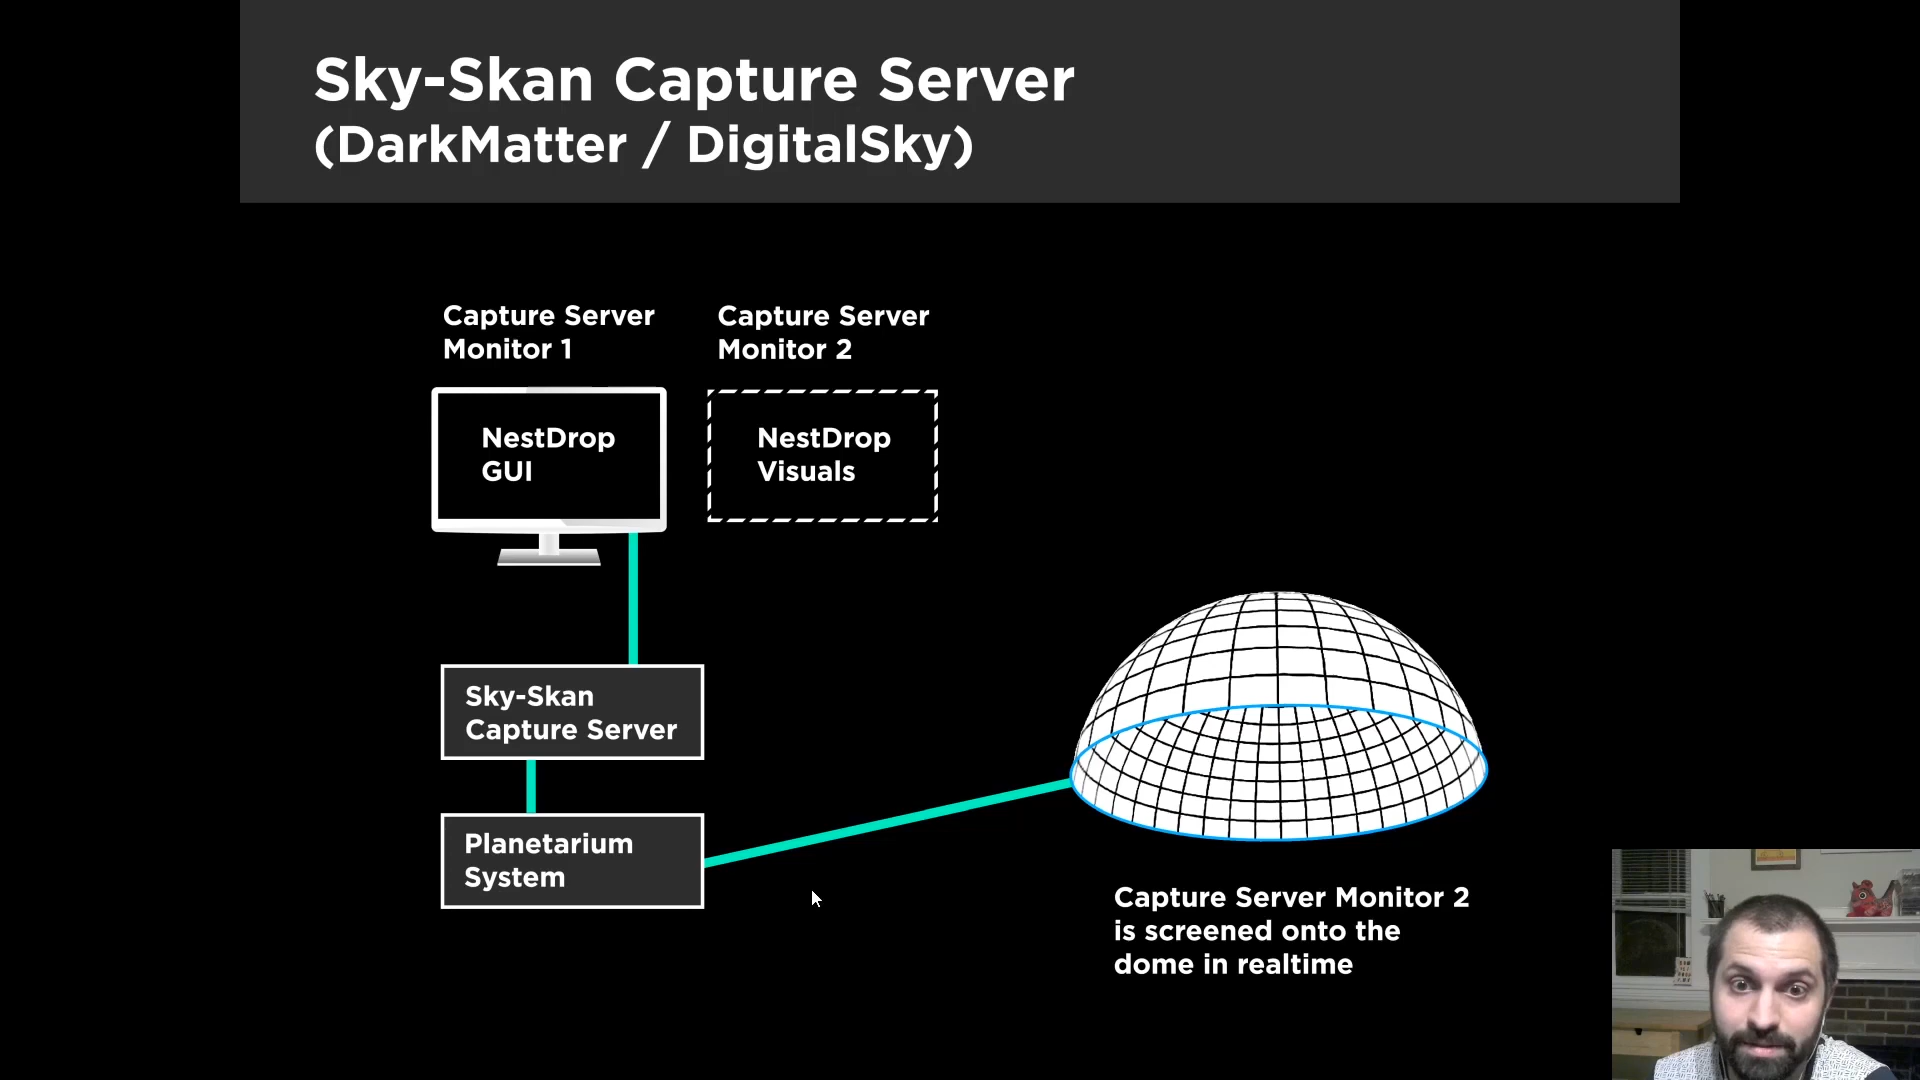 Sky-Skan Capture Server
(DarkMatter / DigitalSky)
Capture Server
Monitor 1
Capture Server
Monitor 2
NestDrop
GUI
NestDrop
Visuals
Sky-Skan
Capture Server
Planetarium
System
Capture Server Monitor 2
is screened onto the
dome in realtime